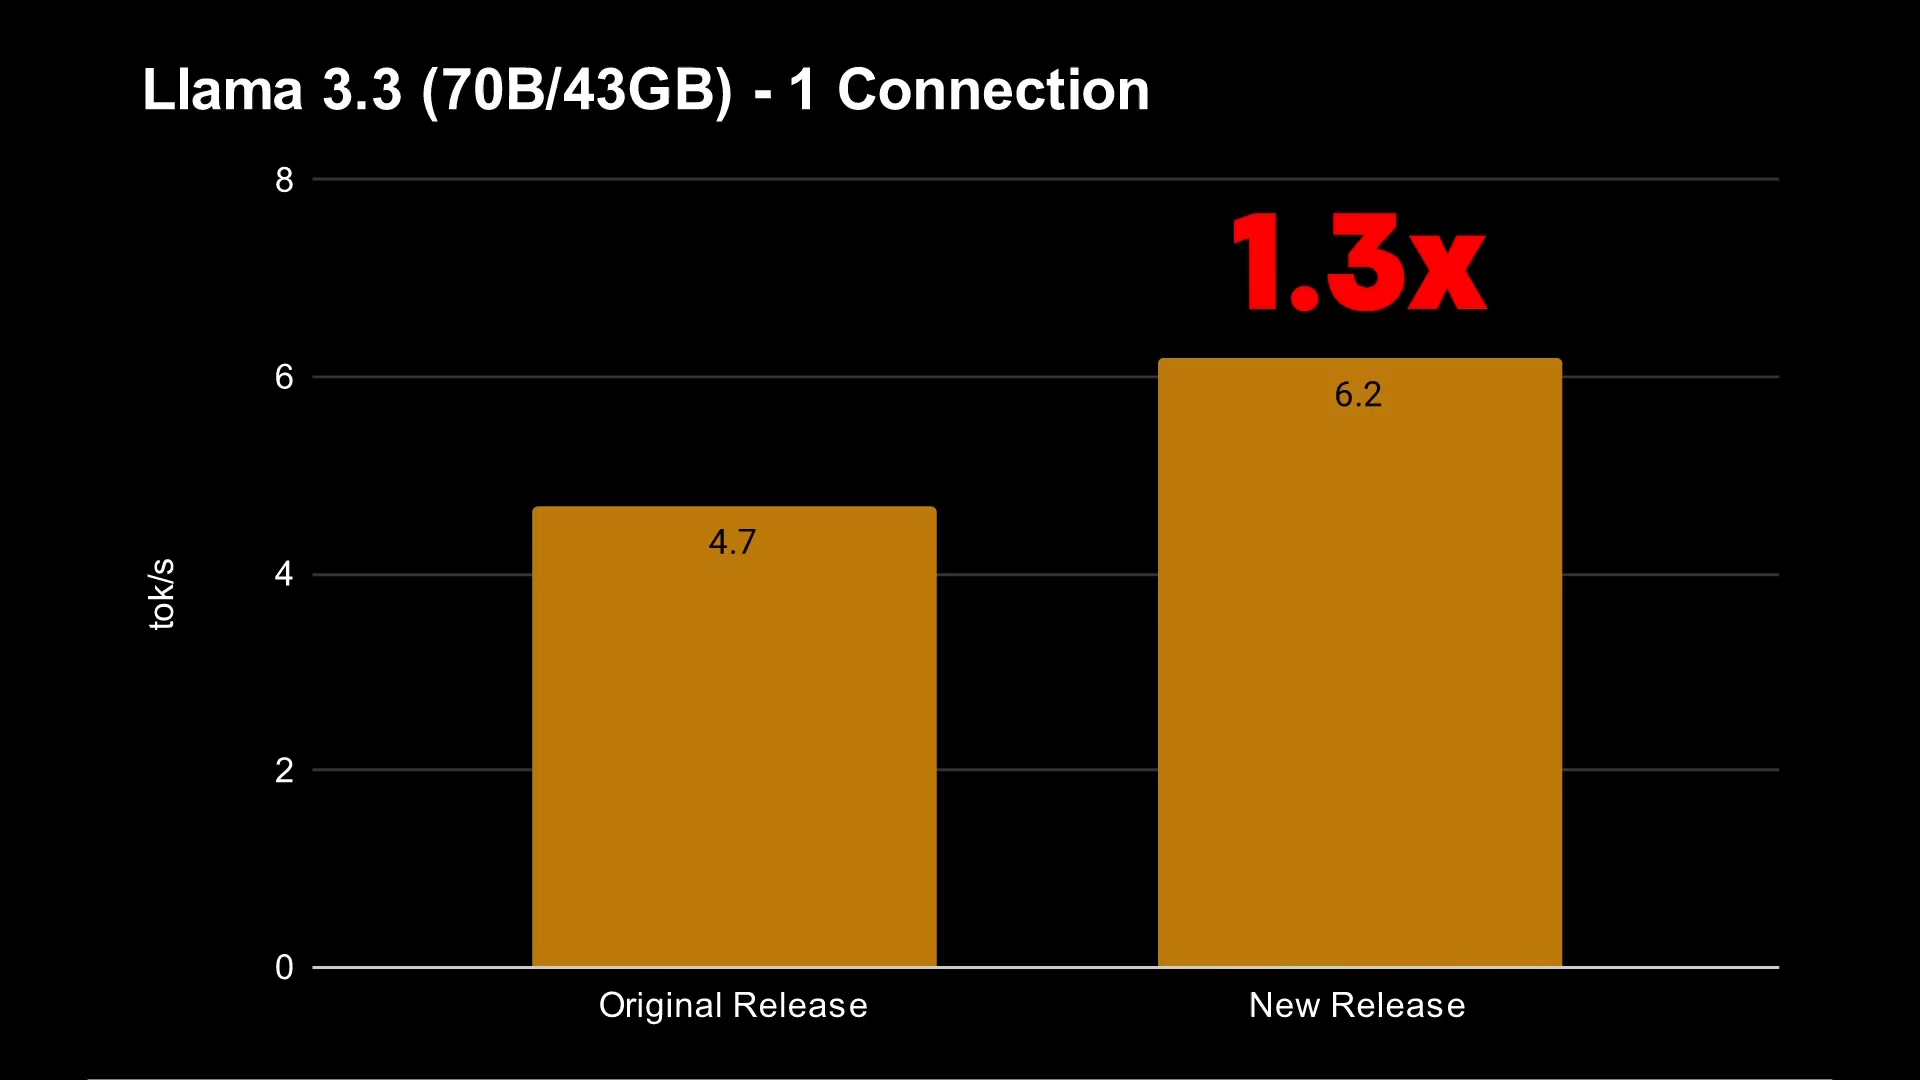 Llama 3.3 (70B/43GB) - 1 Connection
8
1.3x
6
6.2
4.7
4
tok/s
2
0
Original Release
New Release